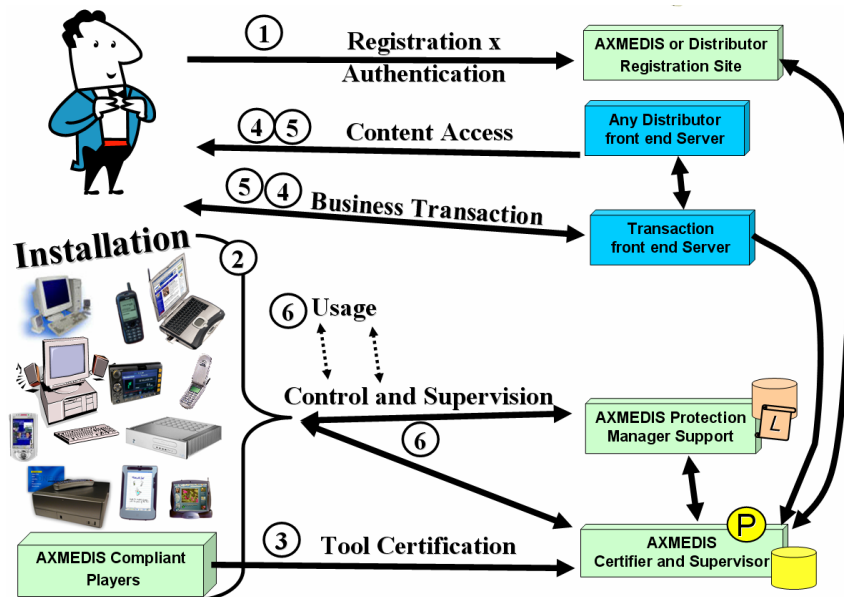 1
Registration x
Authentication
AXMEDIS or Distributor
Registration Site
4 5
Content Access
Any Distributor
front end Server
5 4
Business Transaction
Transaction
front end Server
Installation
2
6 Usage
Control and Supervision
6
AXMEDIS Protection
Manager Support
L
P
AXMEDIS Compliant
Players
3
Tool Certification
AXMEDIS
Certifier and Supervisor